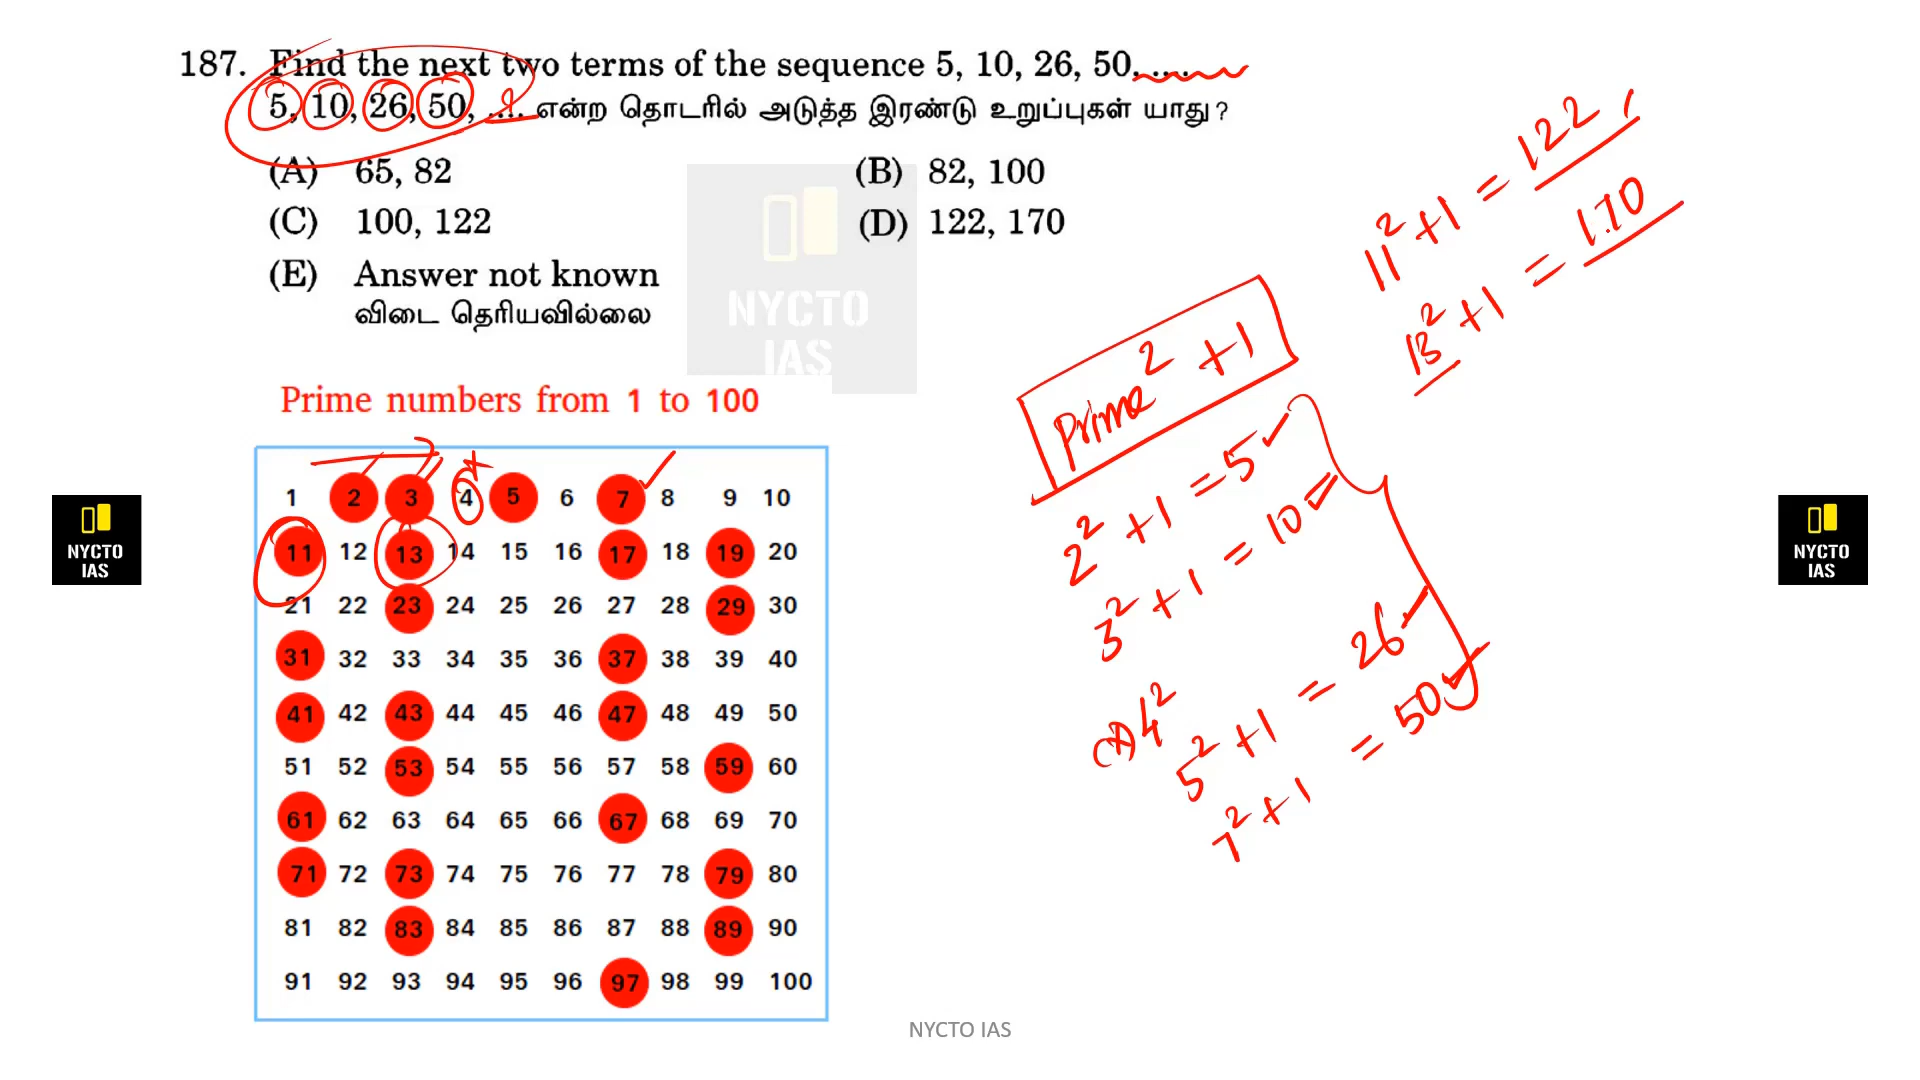 187. Find the next two terms of the sequence 5, 10, 26, 50, ....
5, 10, 26, 50, .... என்ற தொடரில் அடுத்த இரண்டு உறுப்புகள் யாது ?
(A) 65, 82
(B) 82, 100
(C) 100, 122
(D) 122, 170
(E) Answer not known
விடை தெரியவில்லை
NYCTO
IAS
11² +1 = 122
13² +1 = 170
Prime² +1
2² +1 = 5
3² +1 = 10
(x) 4²
5² +1 = 26
7² +1 = 50
Prime numbers from 1 to 100
1 2 3 4 5 6 7 8 9 10
11 12 13 14 15 16 17 18 19 20
21 22 23 24 25 26 27 28 29 30
31 32 33 34 35 36 37 38 39 40
41 42 43 44 45 46 47 48 49 50
51 52 53 54 55 56 57 58 59 60
61 62 63 64 65 66 67 68 69 70
71 72 73 74 75 76 77 78 79 80
81 82 83 84 85 86 87 88 89 90
91 92 93 94 95 96 97 98 99 100
NYCTO
IAS
NYCTO
IAS
NYCTO IAS